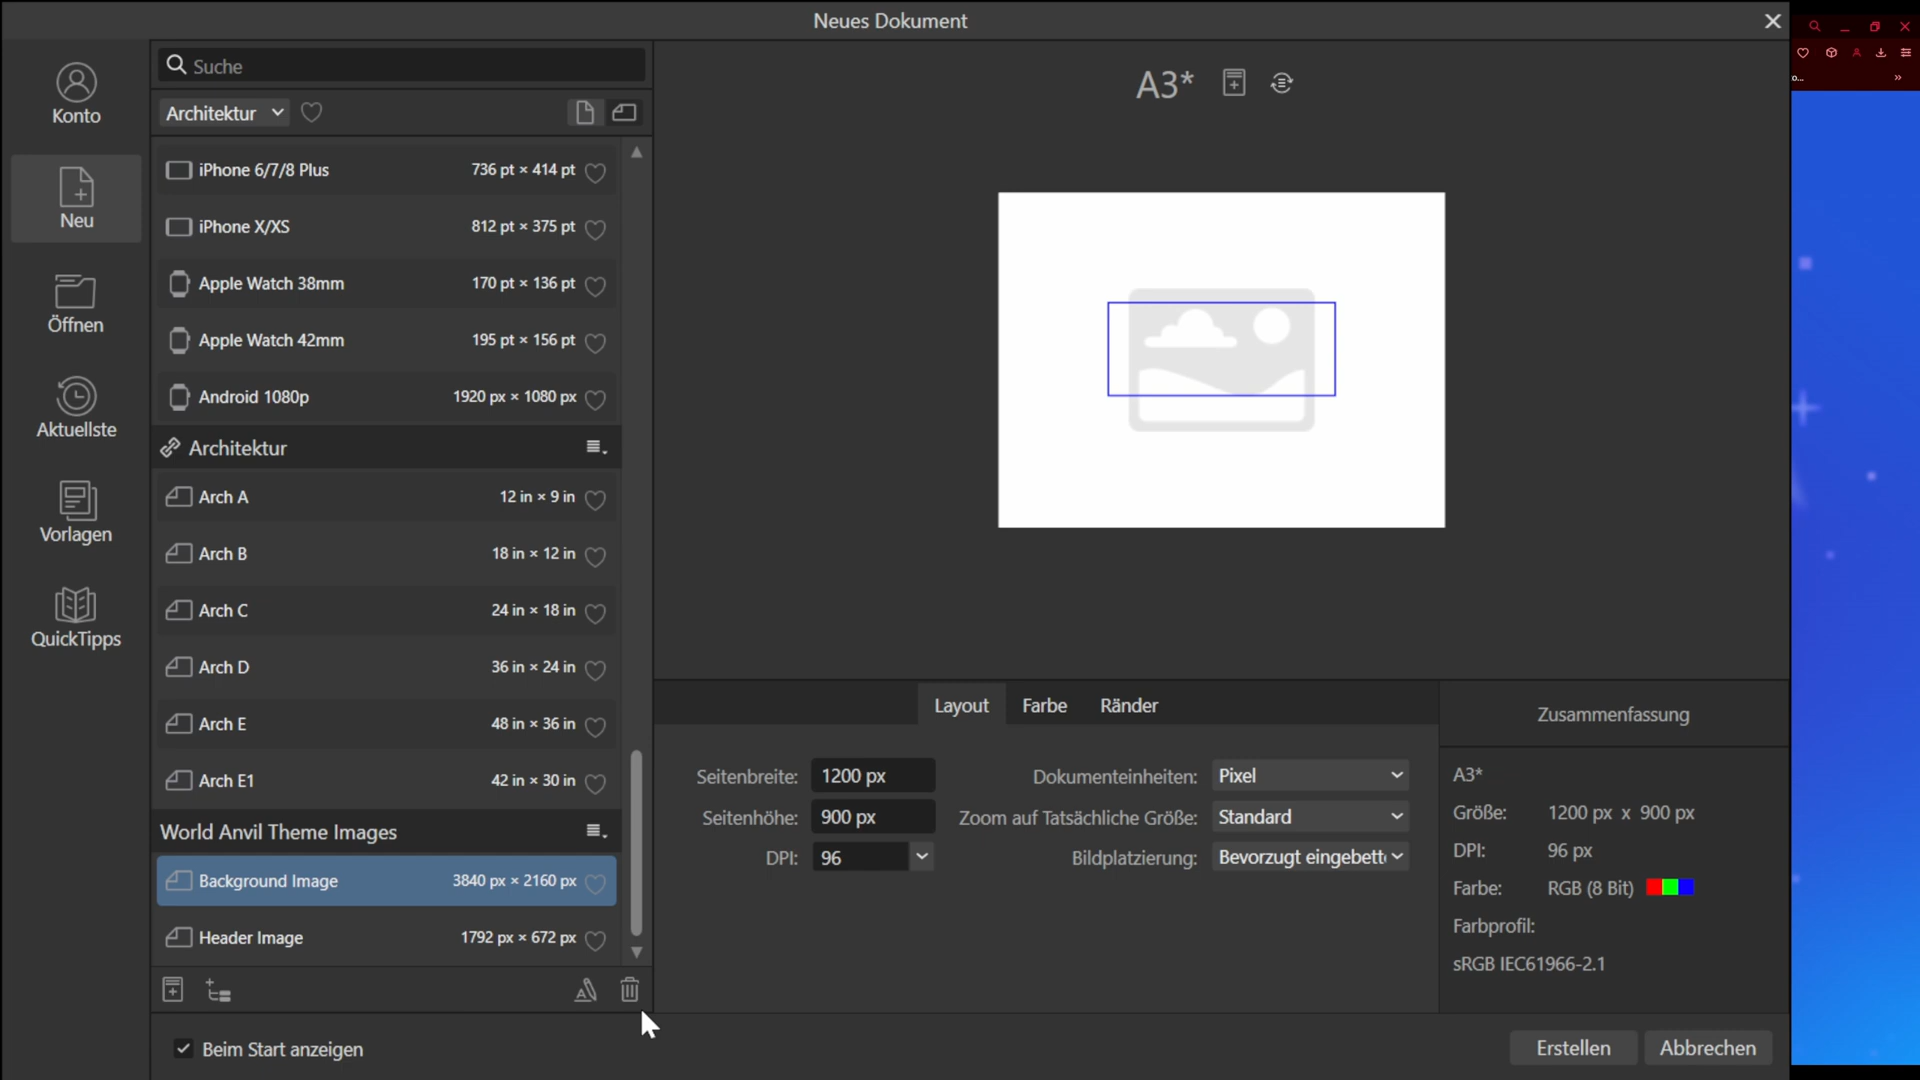 Neues Dokument
Konto
Neu
Öffnen
Aktuellste
Vorlagen
QuickTipps
Suche
Architektur
iPhone 6/7/8 Plus 736 pt × 414 pt
iPhone X/XS 812 pt × 375 pt
Apple Watch 38mm 170 pt × 136 pt
Apple Watch 42mm 195 pt × 156 pt
Android 1080p 1920 px × 1080 px
Architektur
Arch A 12 in × 9 in
Arch B 18 in × 12 in
Arch C 24 in × 18 in
Arch D 36 in × 24 in
Arch E 48 in × 36 in
Arch E1 42 in × 30 in
World Anvil Theme Images
Background Image 3840 px × 2160 px
Header Image 1792 px × 672 px
Beim Start anzeigen
A3*
Layout Farbe Ränder
Seitenbreite: 1200 px
Seitenhöhe: 900 px
DPI: 96
Dokumenteinheiten: Pixel
Zoom auf Tatsächliche Größe: Standard
Bildplatzierung: Bevorzugt eingebett
Zusammenfassung
A3*
Größe: 1200 px x 900 px
DPI: 96 px
Farbe: RGB (8 Bit)
Farbprofil:
sRGB IEC61966-2.1
Erstellen Abbrechen